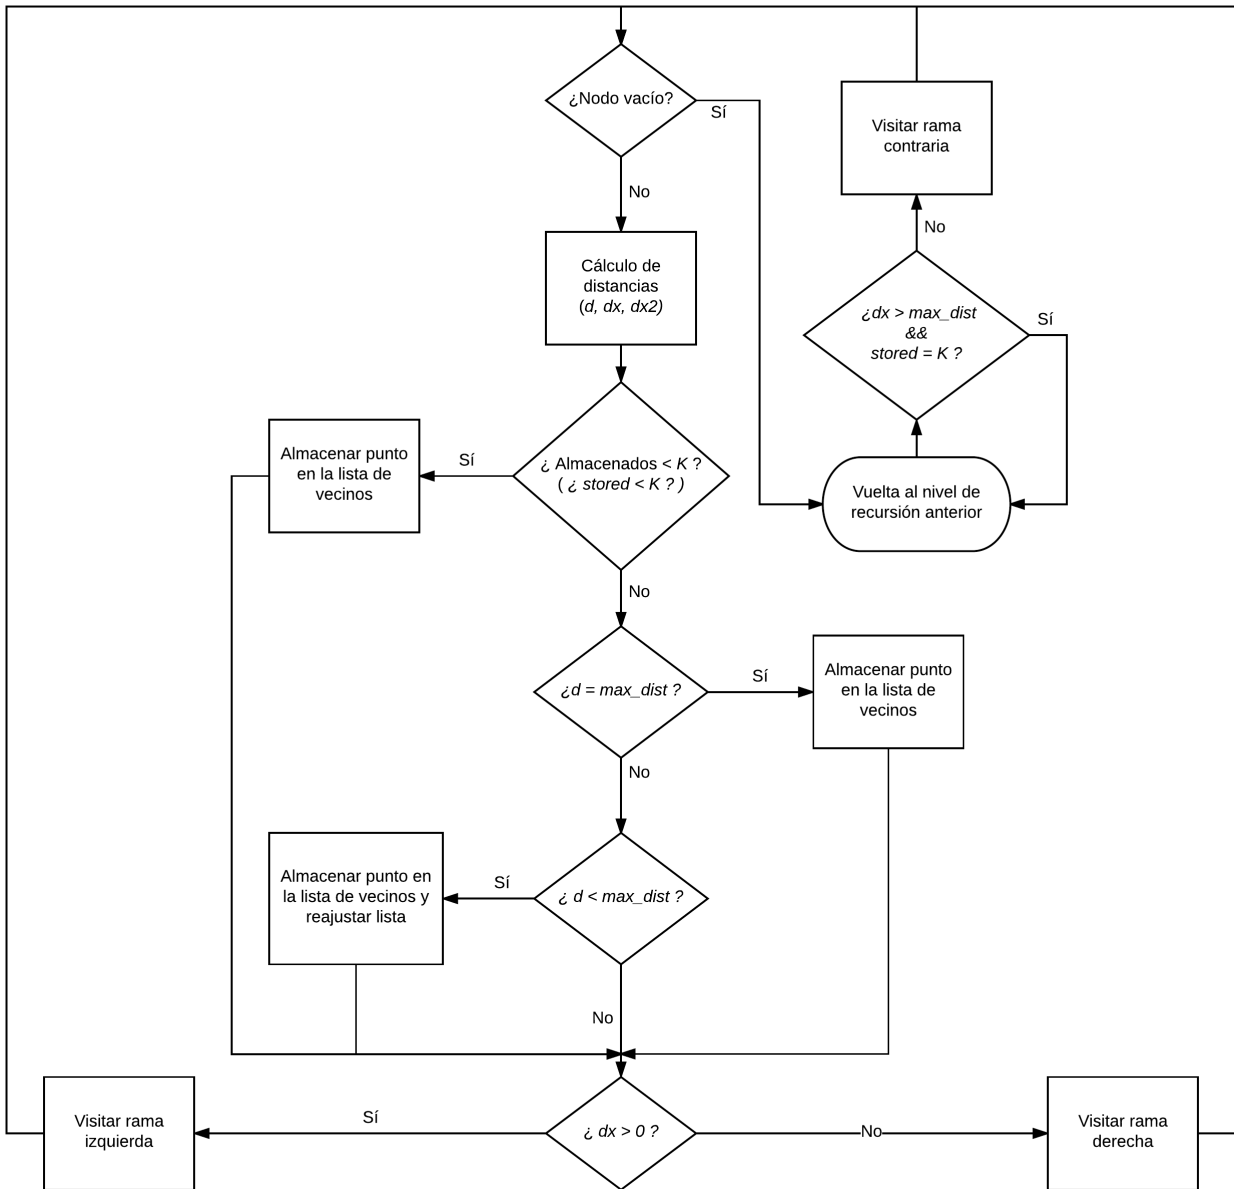 ¿Nodo vacío?
Sí
Visitar rama
contraria
No
No
Cálculo de
distancias
(d, dx, dx2)
¿dx > max_dist
&&
stored = K ?
Sí
Almacenar punto
en la lista de
vecinos
Sí
¿ Almacenados < K ?
( ¿ stored < K ? )
Vuelta al nivel de
recursión anterior
No
¿d = max_dist ?
Sí
Almacenar punto
en la lista de
vecinos
No
Almacenar punto en
la lista de vecinos y
reajustar lista
Sí
¿ d < max_dist ?
No
Visitar rama
izquierda
Sí
¿ dx > 0 ?
No
Visitar rama
derecha